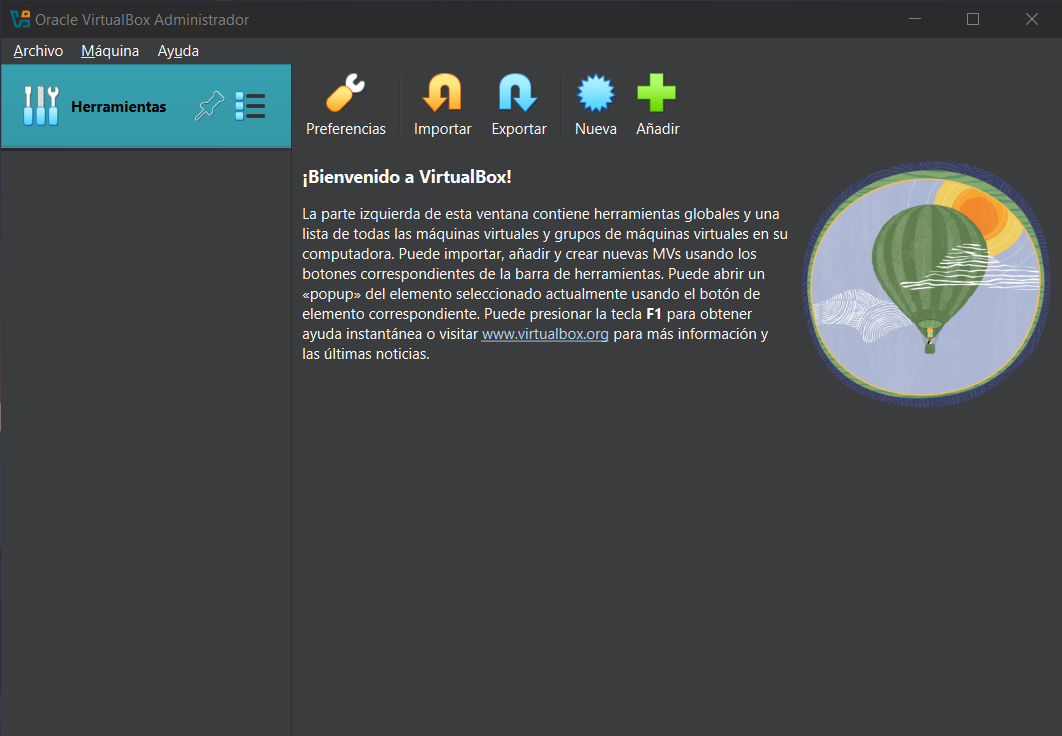 Oracle VirtualBox Administrador
Archivo Máquina Ayuda
Herramientas
Preferencias Importar Exportar Nueva Añadir
¡Bienvenido a VirtualBox!
La parte izquierda de esta ventana contiene herramientas globales y una
lista de todas las máquinas virtuales y grupos de máquinas virtuales en su
computadora. Puede importar, añadir y crear nuevas MVs usando los
botones correspondientes de la barra de herramientas. Puede abrir un
«popup» del elemento seleccionado actualmente usando el botón de
elemento correspondiente. Puede presionar la tecla F1 para obtener
ayuda instantánea o visitar www.virtualbox.org para más información y
las últimas noticias.